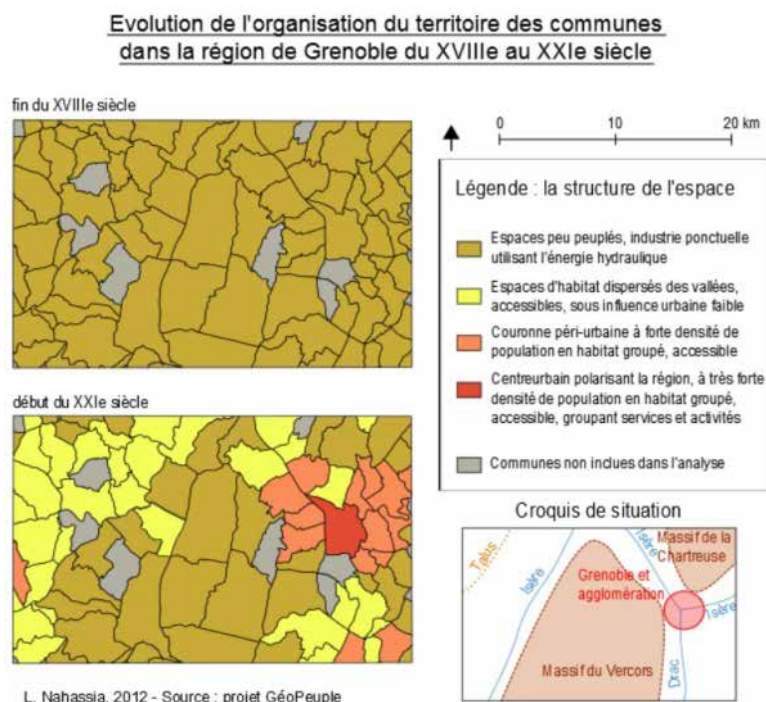 Evolution de l'organisation du territoire des communes
dans la région de Grenoble du XVIIIe au XXIe siècle
fin du XVIIIe siècle
0 10 20 km
Légende : la structure de l'espace
Espaces peu peuplés, industrie ponctuelle
utilisant l'énergie hydraulique
Espaces d'habitat dispersés des vallées,
accessibles, sous influence urbaine faible
Couronne péri-urbaine à forte densité de
population en habitat groupé, accessible
Centreurbain polarisant la région, à très forte
densité de population en habitat groupé,
accessible, groupant services et activités
Communes non inclues dans l'analyse
début du XXIe siècle
Croquis de situation
Talus
Isère
Isère
Massif de la
Chartreuse
Grenoble et
agglomération
Isère
Massif du Vercors
Drac
L. Nahassia, 2012 - Source : projet GéoPeuple